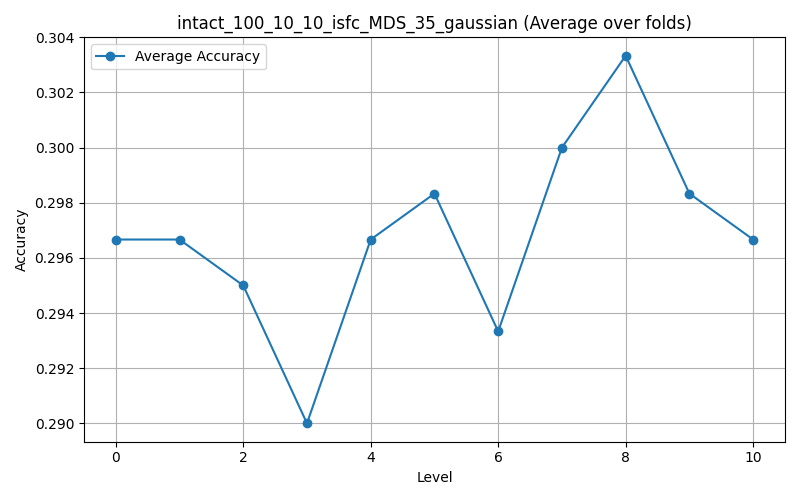 intact_100_10_10_isfc_MDS_35_gaussian (Average over folds)
Average Accuracy
0.304
0.302
0.300
0.298
0.296
0.294
0.292
0.290
Accuracy
0 2 4 6 8 10
Level